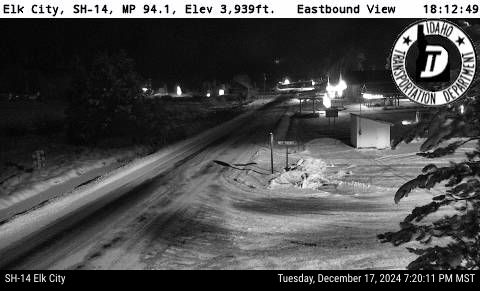 Elk City, SH-14, MP 94.1, Elev 3,939ft. Eastbound View 18:12:49
IDAHO
TRANSPORTATION DEPARTMENT
SH-14 Elk City Tuesday, December 17, 2024 7:20:11 PM MST